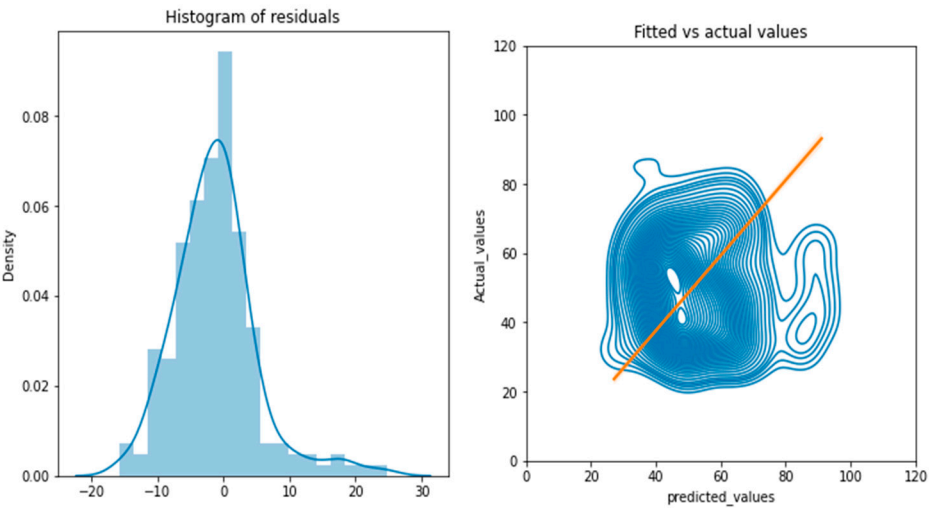 Histogram of residuals
Density
0.08
0.06
0.04
0.02
0.00
−20 −10 0 10 20 30
Fitted vs actual values
Actual_values
120
100
80
60
40
20
0
0 20 40 60 80 100 120
predicted_values